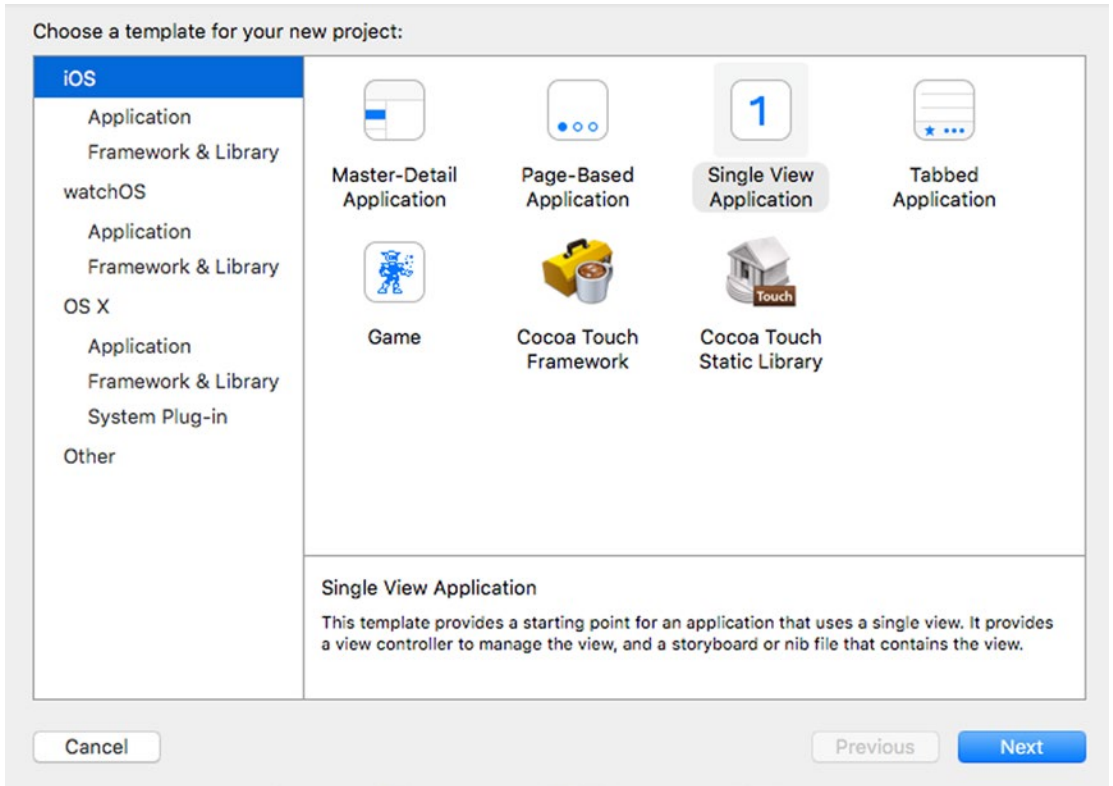 Choose a template for your new project:
iOS
Application
Framework & Library
watchOS
Application
Framework & Library
OS X
Application
Framework & Library
System Plug-in
Other
Master-Detail
Application
Page-Based
Application
1
Single View
Application
Tabbed
Application
Game
Cocoa Touch
Framework
Touch
Cocoa Touch
Static Library
Single View Application
This template provides a starting point for an application that uses a single view. It provides
a view controller to manage the view, and a storyboard or nib file that contains the view.
Cancel
Previous
Next